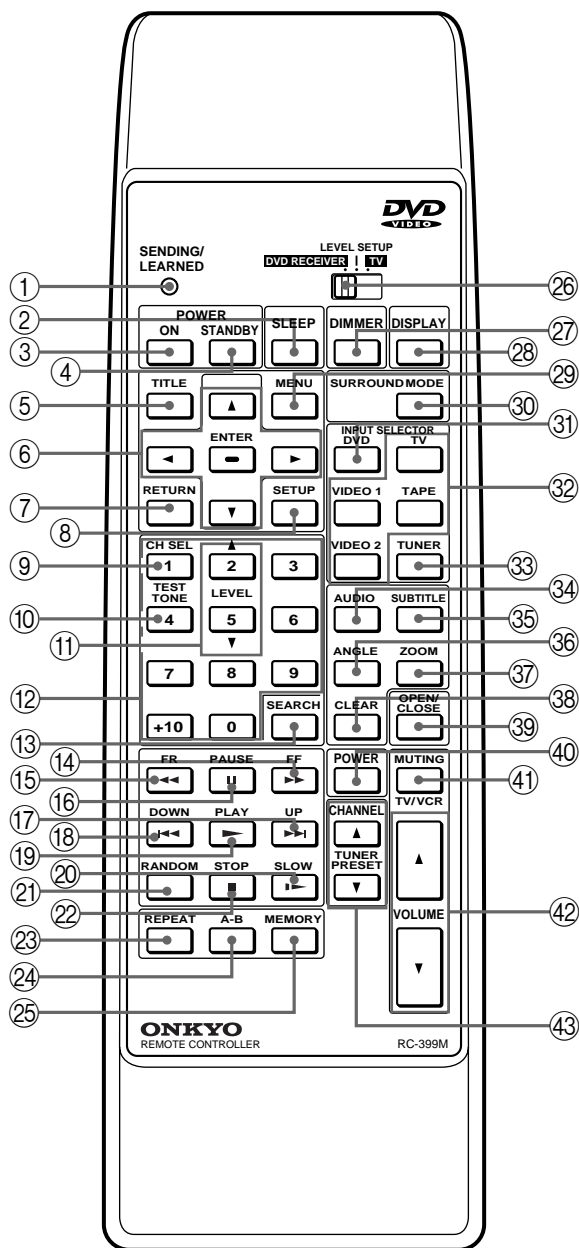 DVD
VIDEO
SENDING/
LEARNED
LEVEL SETUP
DVD RECEIVER TV
① ㉖
POWER
ON STANDBY SLEEP DIMMER DISPLAY
② ㉗
③ ㉘
④ ㉙
TITLE MENU SURROUND MODE
⑤ ㉚
▲
INPUT SELECTOR
ENTER DVD TV
⑥ ◄ ► ㉛
RETURN SETUP VIDEO 1 TAPE
⑦ ▼ ㉜
⑧
CH SEL ▲ VIDEO 2 TUNER
⑨ 1 2 3 ㉝
TEST
TONE LEVEL AUDIO SUBTITLE
⑩ 4 5 6 ㉞
⑪ ▼ ㉟
ANGLE ZOOM
7 8 9 ㊱
⑫ ㊲
SEARCH CLEAR OPEN/
CLOSE
+10 0 ㊳
⑬ ㊴
FR PAUSE FF POWER MUTING
⑭ ㊵
⑮ ◄◄ II ►► ㊶
⑯ TV/VCR
DOWN PLAY UP CHANNEL
⑰ ▲
⑱ I◄◄ ► ►►I ▲
⑲ TUNER
PRESET
RANDOM STOP SLOW ▼
⑳ I►
㉑ ■ VOLUME
㉒ ㊷
REPEAT A-B MEMORY
㉓ ▼
㉔
㉕ ㊸
ONKYO
REMOTE CONTROLLER RC-399M